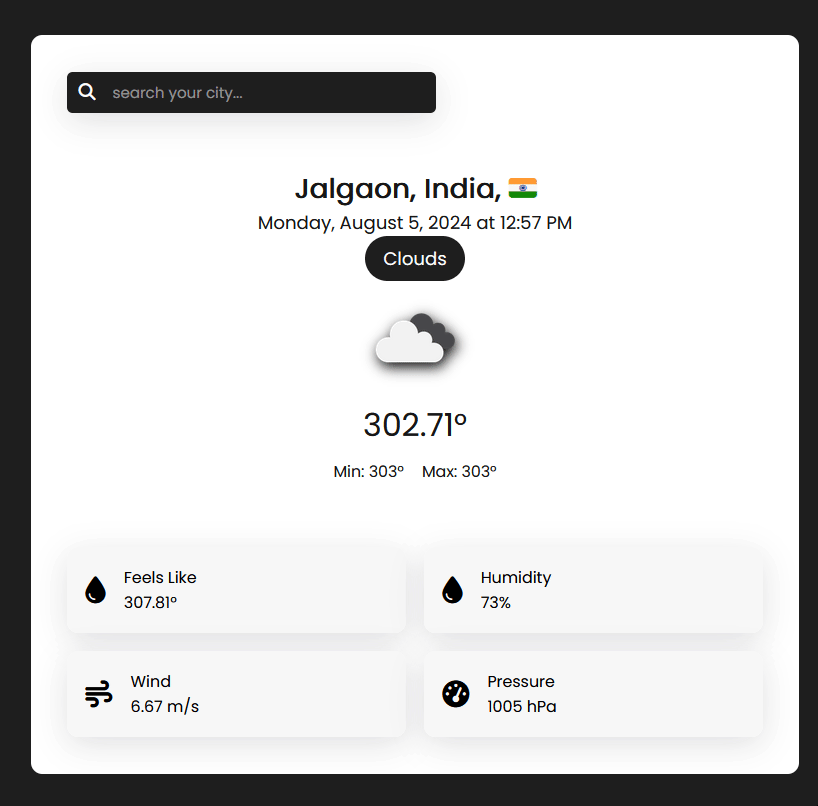 search your city...
Jalgaon, India,
Monday, August 5, 2024 at 12:57 PM
Clouds
302.71°
Min: 303° Max: 303°
Feels Like
307.81°
Humidity
73%
Wind
6.67 m/s
Pressure
1005 hPa